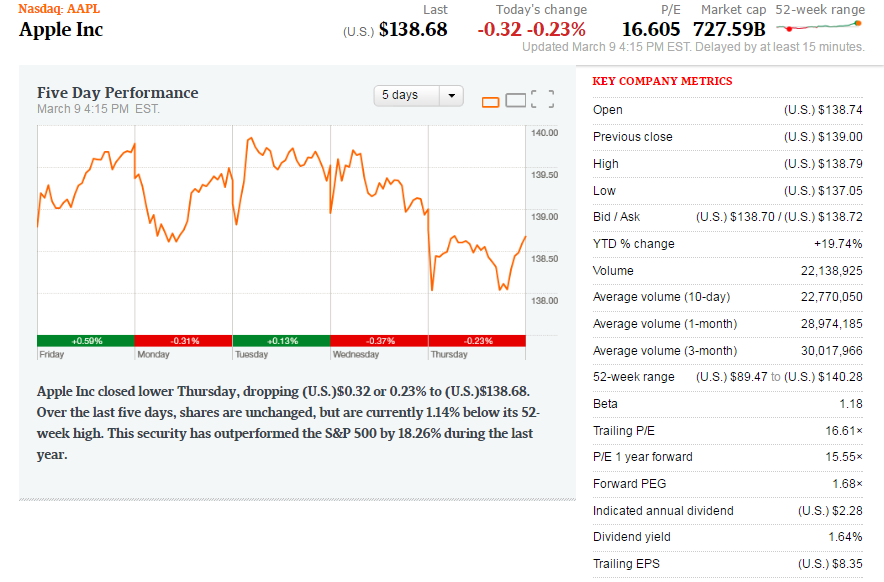 Nasdaq: AAPL
Apple Inc
Last
(U.S.) $138.68
Today's change
-0.32 -0.23%
P/E
16.605
Market cap
727.59B
52-week range
Updated March 9 4:15 PM EST. Delayed by at least 15 minutes.
Five Day Performance
March 9 4:15 PM EST.
5 days
140.00
139.50
139.00
138.50
138.00
+0.59% -0.31% +0.13% -0.37% -0.23%
Friday Monday Tuesday Wednesday Thursday
Apple Inc closed lower Thursday, dropping (U.S.)$0.32 or 0.23% to (U.S.)$138.68.
Over the last five days, shares are unchanged, but are currently 1.14% below its 52-
week high. This security has outperformed the S&P 500 by 18.26% during the last
year.
KEY COMPANY METRICS
Open (U.S.) $138.74
Previous close (U.S.) $139.00
High (U.S.) $138.79
Low (U.S.) $137.05
Bid / Ask (U.S.) $138.70 / (U.S.) $138.72
YTD % change +19.74%
Volume 22,138,925
Average volume (10-day) 22,770,050
Average volume (1-month) 28,974,185
Average volume (3-month) 30,017,966
52-week range (U.S.) $89.47 to (U.S.) $140.28
Beta 1.18
Trailing P/E 16.61×
P/E 1 year forward 15.55×
Forward PEG 1.68×
Indicated annual dividend (U.S.) $2.28
Dividend yield 1.64%
Trailing EPS (U.S.) $8.35